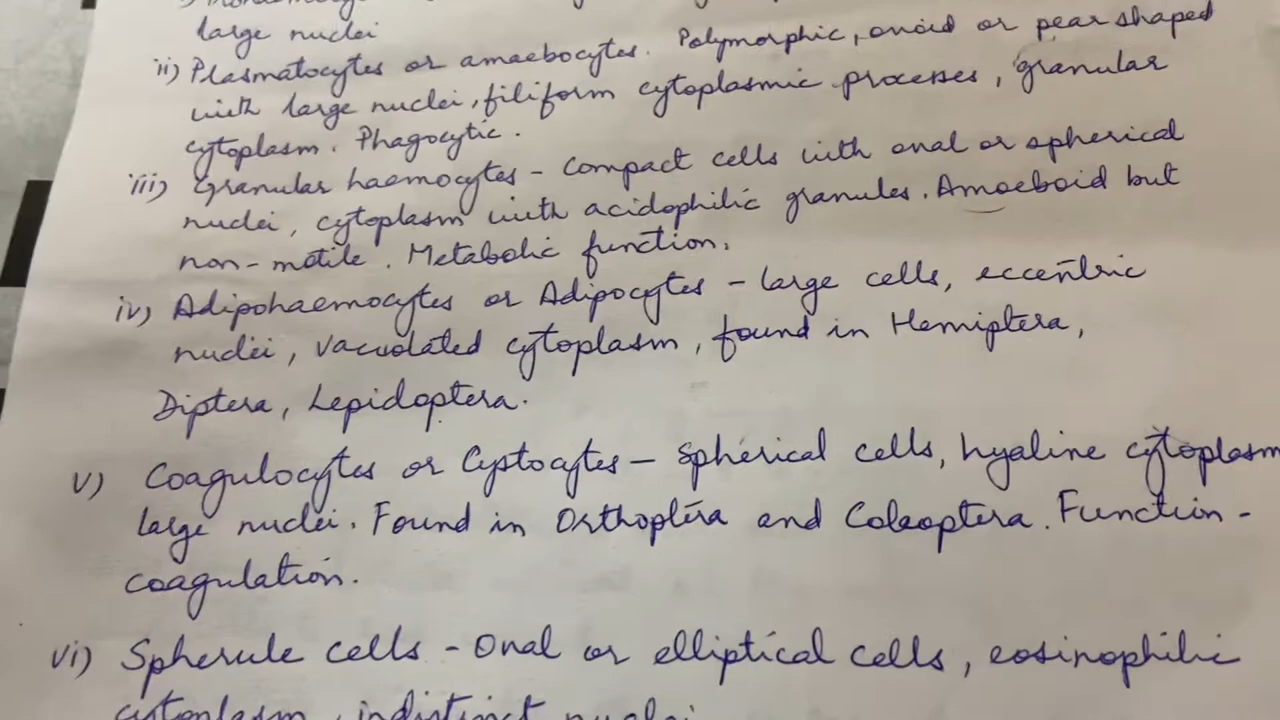 large nuclei
ii) Plasmatocytes or amaebocytes. Polymorphic, ovoid or pear shaped
with large nuclei, filiform cytoplasmic processes, granular
cytoplasm. Phagocytic.
iii) Granular haemocytes - Compact cells with oval or spherical
nuclei, cytoplasm with acidophilic granules. Amoeboid but
non-motile. Metabolic function.
iv) Adipohaemocytes or Adipocytes - large cells, eccentric
nuclei, vacuolated cytoplasm, found in Hemiptera,
Diptera, Lepidoptera.
v) Coagulocytes or Cystocytes - Spherical cells, hyaline cytoplasm
large nuclei. Found in Orthoptera and Coleoptera. Function -
coagulation.
vi) Spherule cells - Oval or elliptical cells, eosinophilic
cytoplasm, indistinct nuclei